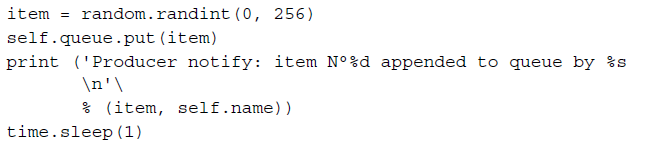 item = random.randint(0, 256)
self.queue.put(item)
print ('Producer notify: item N°%d appended to queue by %s
\n'\
% (item, self.name))
time.sleep(1)